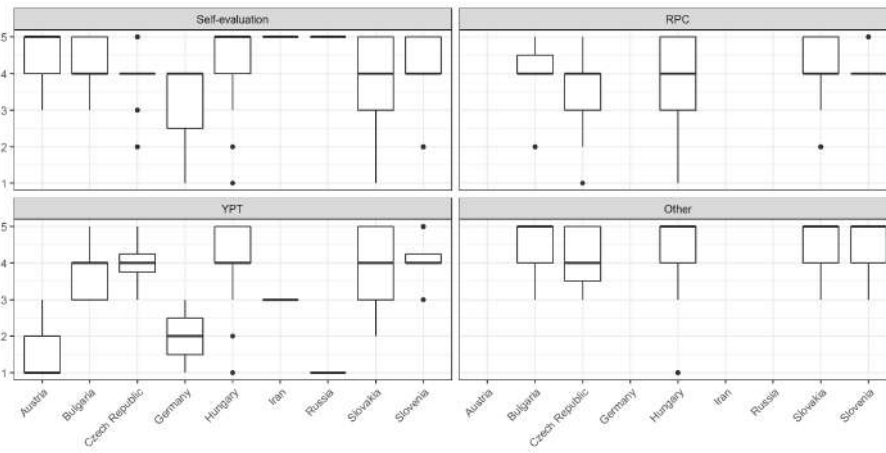 Self-evaluation
RPC
5
4
3
2
1
YPT
Other
5
4
3
2
1
Austria
Bulgaria
Czech Republic
Germany
Hungary
Iran
Russia
Slovakia
Slovenia
Austria
Bulgaria
Czech Republic
Germany
Hungary
Iran
Russia
Slovakia
Slovenia